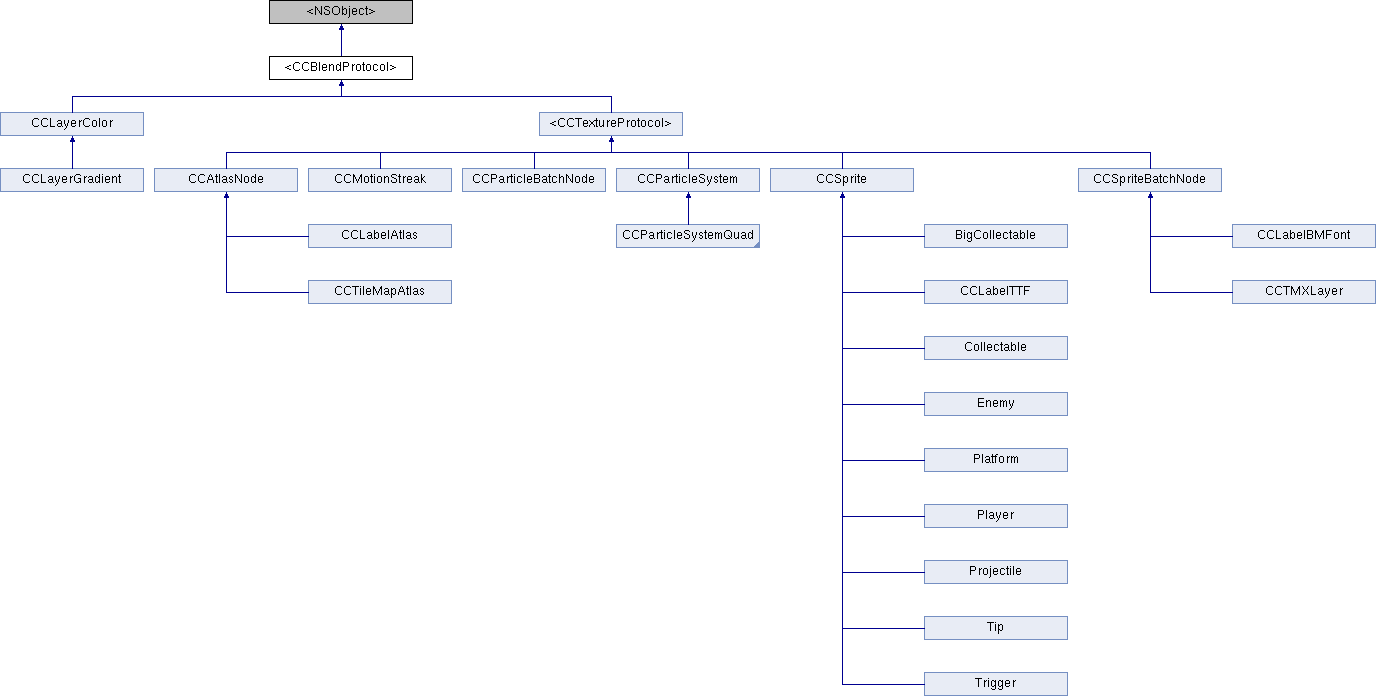 <NSObject>
<CCBlendProtocol>
CCLayerColor
<CCTextureProtocol>
CCLayerGradient
CCAtlasNode
CCMotionStreak
CCParticleBatchNode
CCParticleSystem
CCSprite
CCSpriteBatchNode
CCLabelAtlas
CCParticleSystemQuad
BigCollectable
CCLabelBMFont
CCTileMapAtlas
CCLabelTTF
CCTMXLayer
Collectable
Enemy
Platform
Player
Projectile
Tip
Trigger